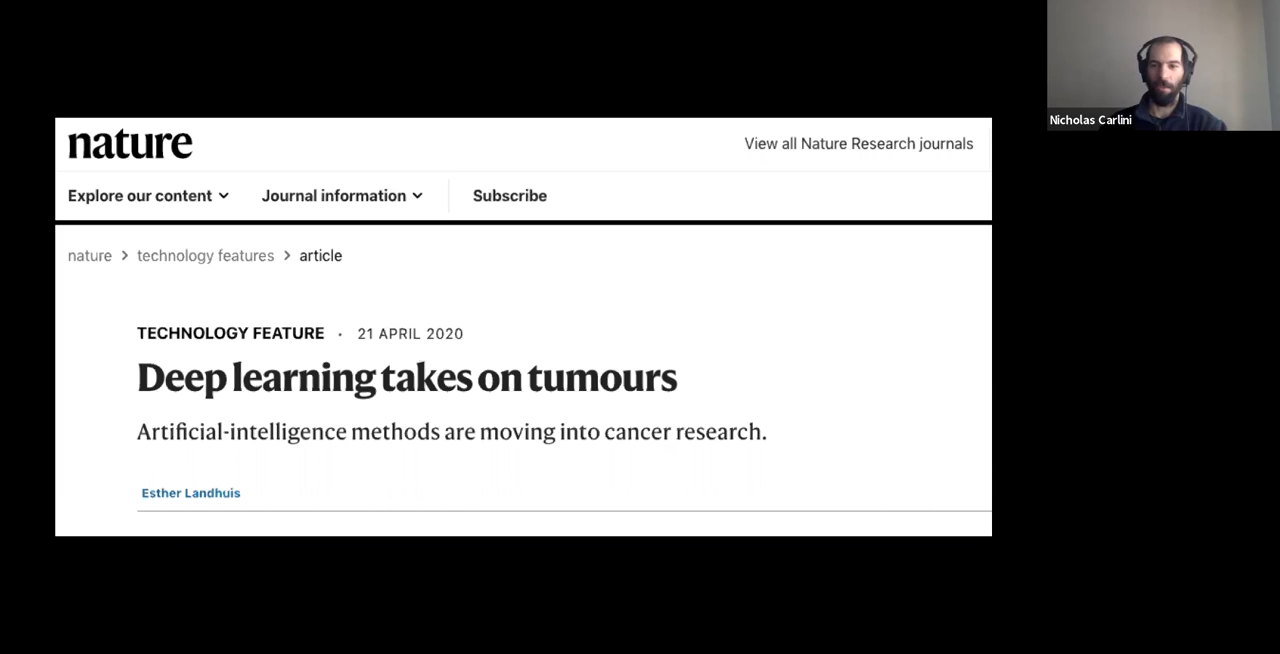 nature
View all Nature Research journals
Explore our content
Journal information
Subscribe
nature > technology features > article
TECHNOLOGY FEATURE · 21 APRIL 2020
Deep learning takes on tumours
Artificial-intelligence methods are moving into cancer research.
Esther Landhuis
Nicholas Carlini